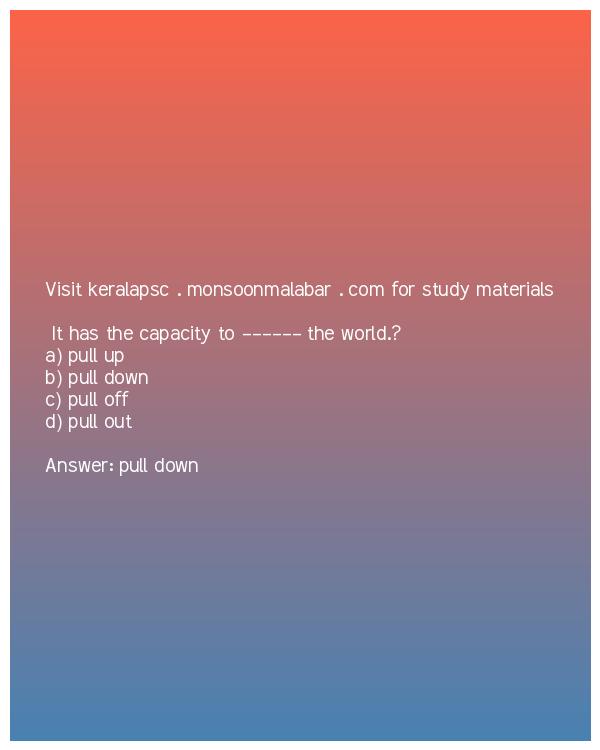 Visit keralapsc . monsoonmalabar . com for study materials
It has the capacity to ------ the world.?
a) pull up
b) pull down
c) pull off
d) pull out
Answer: pull down